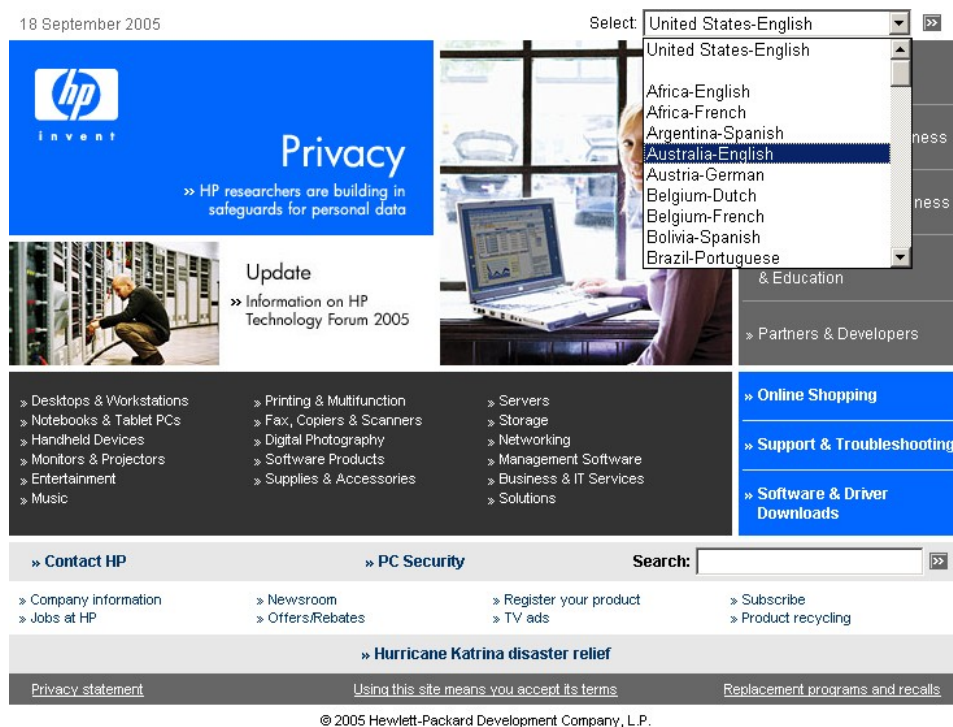 18 September 2005
Select: United States-English
United States-English
Africa-English
Africa-French
Argentina-Spanish
Australia-English
Austria-German
Belgium-Dutch
Belgium-French
Bolivia-Spanish
Brazil-Portuguese
hp
invent
Privacy
» HP researchers are building in
safeguards for personal data
Update
» Information on HP
Technology Forum 2005
ness
ness
& Education
» Partners & Developers
» Desktops & Workstations
» Notebooks & Tablet PCs
» Handheld Devices
» Monitors & Projectors
» Entertainment
» Music
» Printing & Multifunction
» Fax, Copiers & Scanners
» Digital Photography
» Software Products
» Supplies & Accessories
» Servers
» Storage
» Networking
» Management Software
» Business & IT Services
» Solutions
» Online Shopping
» Support & Troubleshooting
» Software & Driver
Downloads
» Contact HP
» PC Security
Search:
» Company information
» Jobs at HP
» Newsroom
» Offers/Rebates
» Register your product
» TV ads
» Subscribe
» Product recycling
» Hurricane Katrina disaster relief
Privacy statement
Using this site means you accept its terms
Replacement programs and recalls
© 2005 Hewlett-Packard Development Company, L.P.